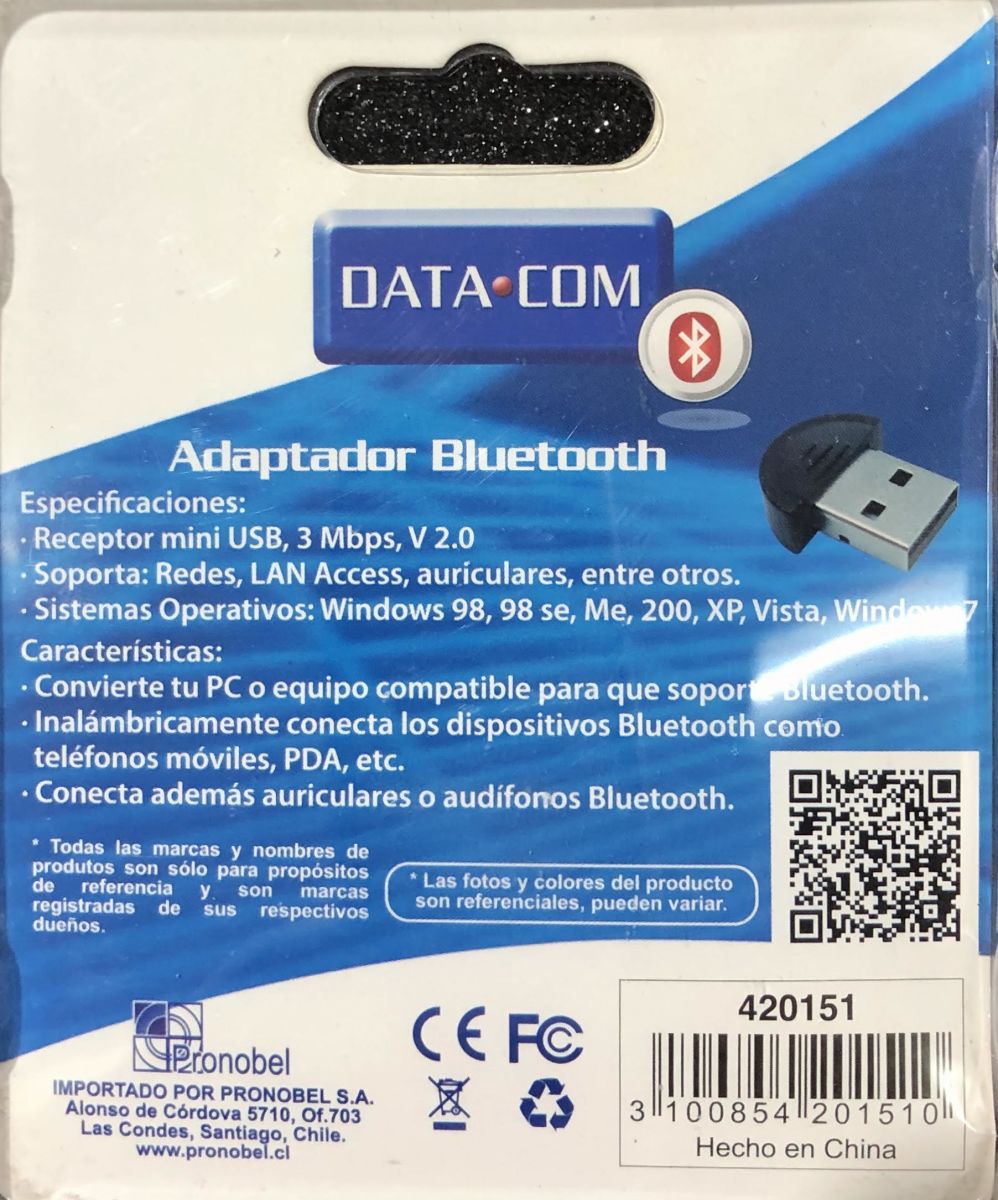 DATA•COM
Adaptador Bluetooth
Especificaciones:
· Receptor mini USB, 3 Mbps, V 2.0
· Soporta: Redes, LAN Access, auriculares, entre otros.
· Sistemas Operativos: Windows 98, 98 se, Me, 200, XP, Vista, Windows 7
Características:
· Convierte tu PC o equipo compatible para que soporte Bluetooth.
· Inalámbricamente conecta los dispositivos Bluetooth como
teléfonos móviles, PDA, etc.
· Conecta además auriculares o audífonos Bluetooth.
* Todas las marcas y nombres de
produtos son sólo para propósitos
de referencia y son marcas
registradas de sus respectivos
dueños.
* Las fotos y colores del producto
son referenciales, pueden variar.
Pronobel
IMPORTADO POR PRONOBEL S.A.
Alonso de Córdova 5710, Of.703
Las Condes, Santiago, Chile.
www.pronobel.cl
CE FC
420151
3 100854 201510
Hecho en China